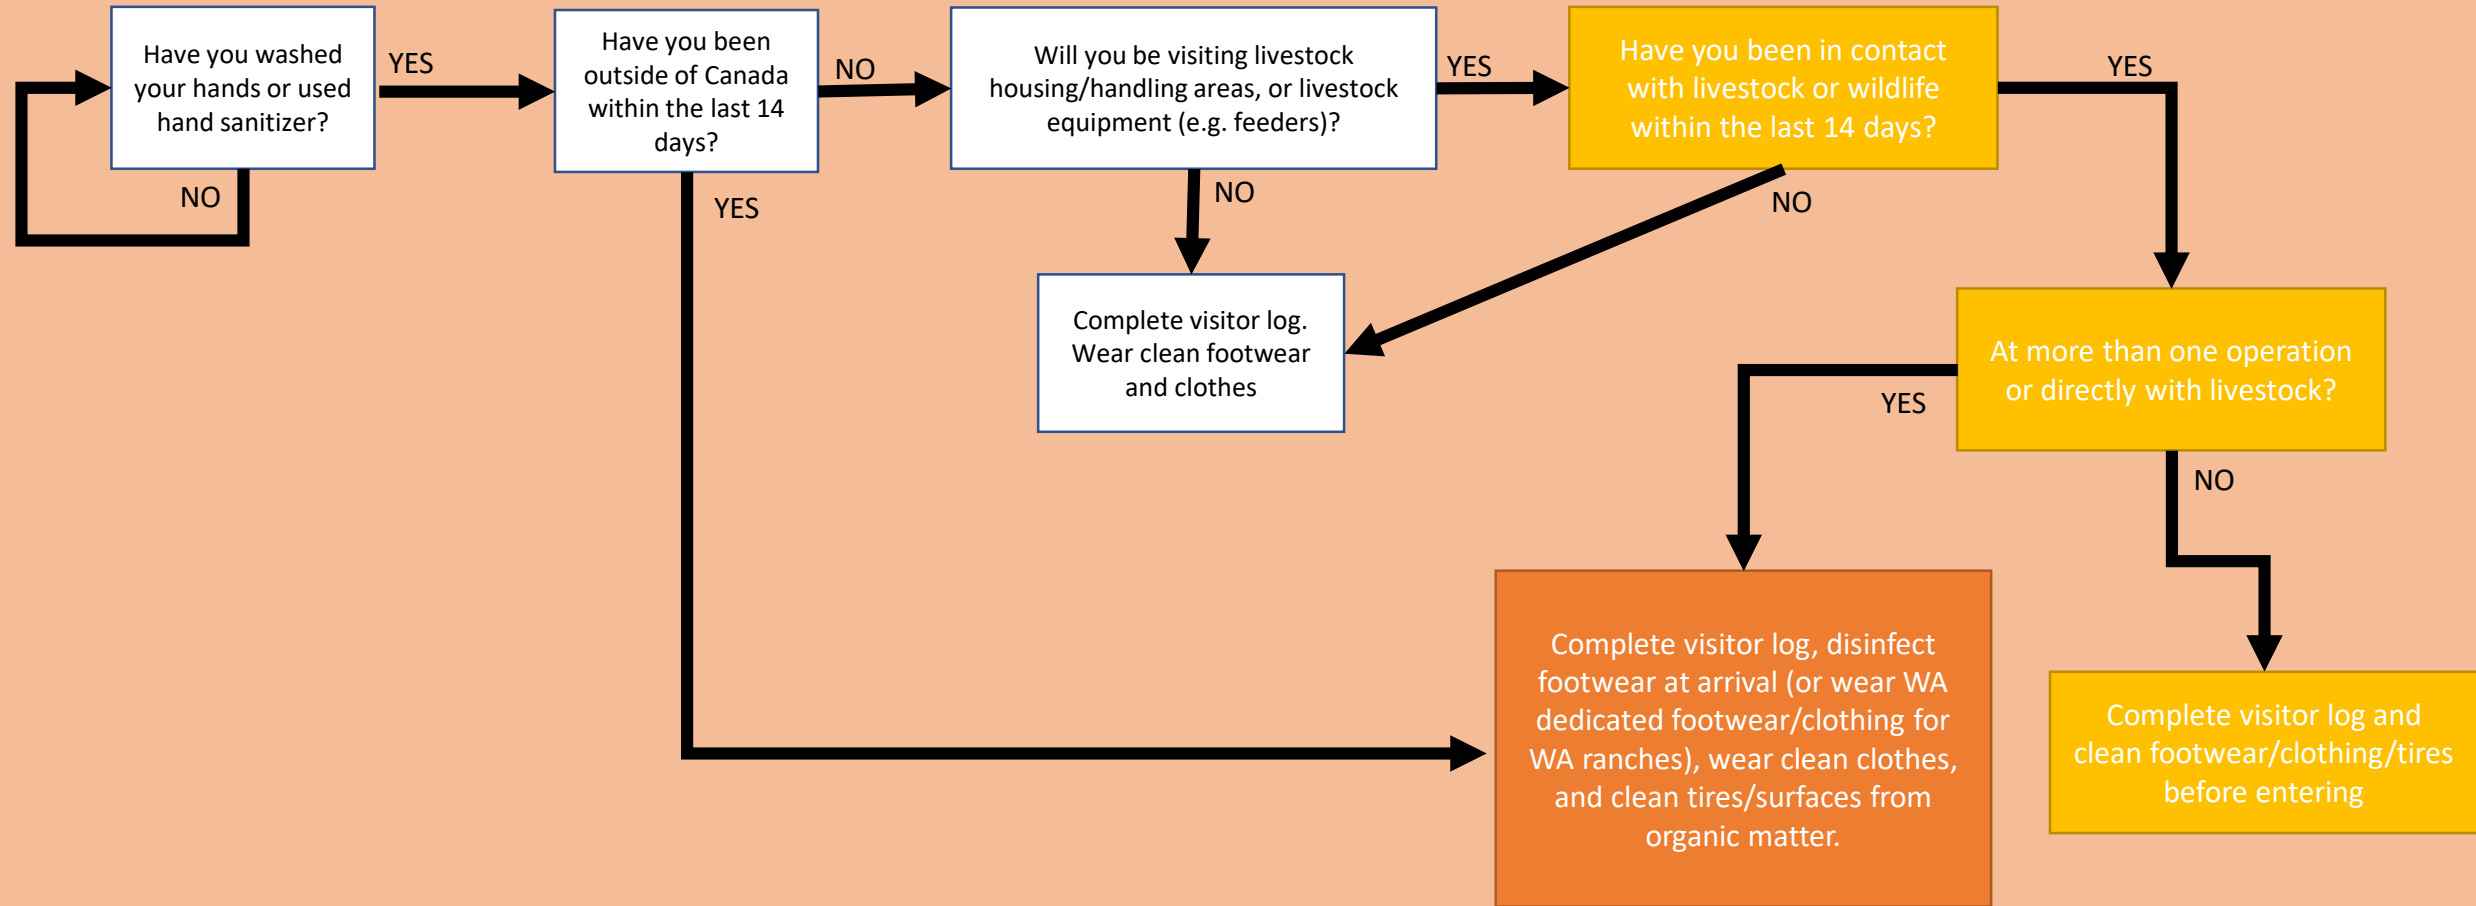 Have you washed
your hands or used
hand sanitizer?
YES
NO
Have you been
outside of Canada
within the last 14
days?
NO
YES
Will you be visiting livestock
housing/handling areas, or livestock
equipment (e.g. feeders)?
YES
NO
Have you been in contact
with livestock or wildlife
within the last 14 days?
YES
NO
Complete visitor log.
Wear clean footwear
and clothes
At more than one operation
or directly with livestock?
YES
NO
Complete visitor log, disinfect
footwear at arrival (or wear WA
dedicated footwear/clothing for
WA ranches), wear clean clothes,
and clean tires/surfaces from
organic matter.
Complete visitor log and
clean footwear/clothing/tires
before entering